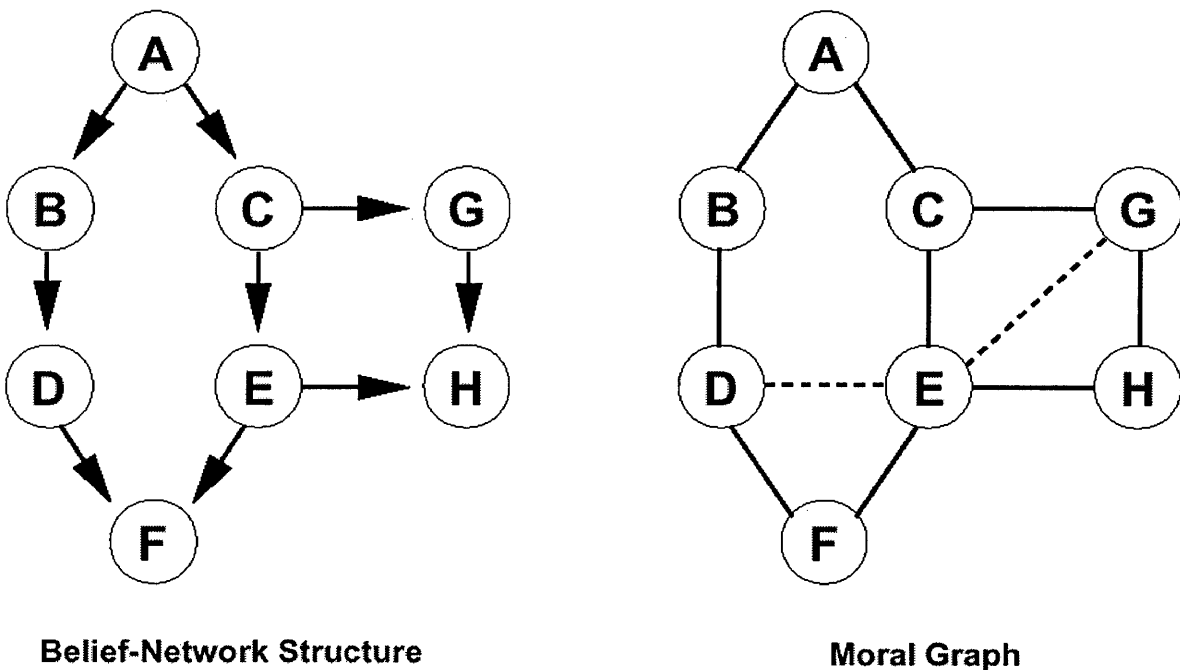 A A
B C G B C G
D E H D E H
F F
Belief-Network Structure Moral Graph